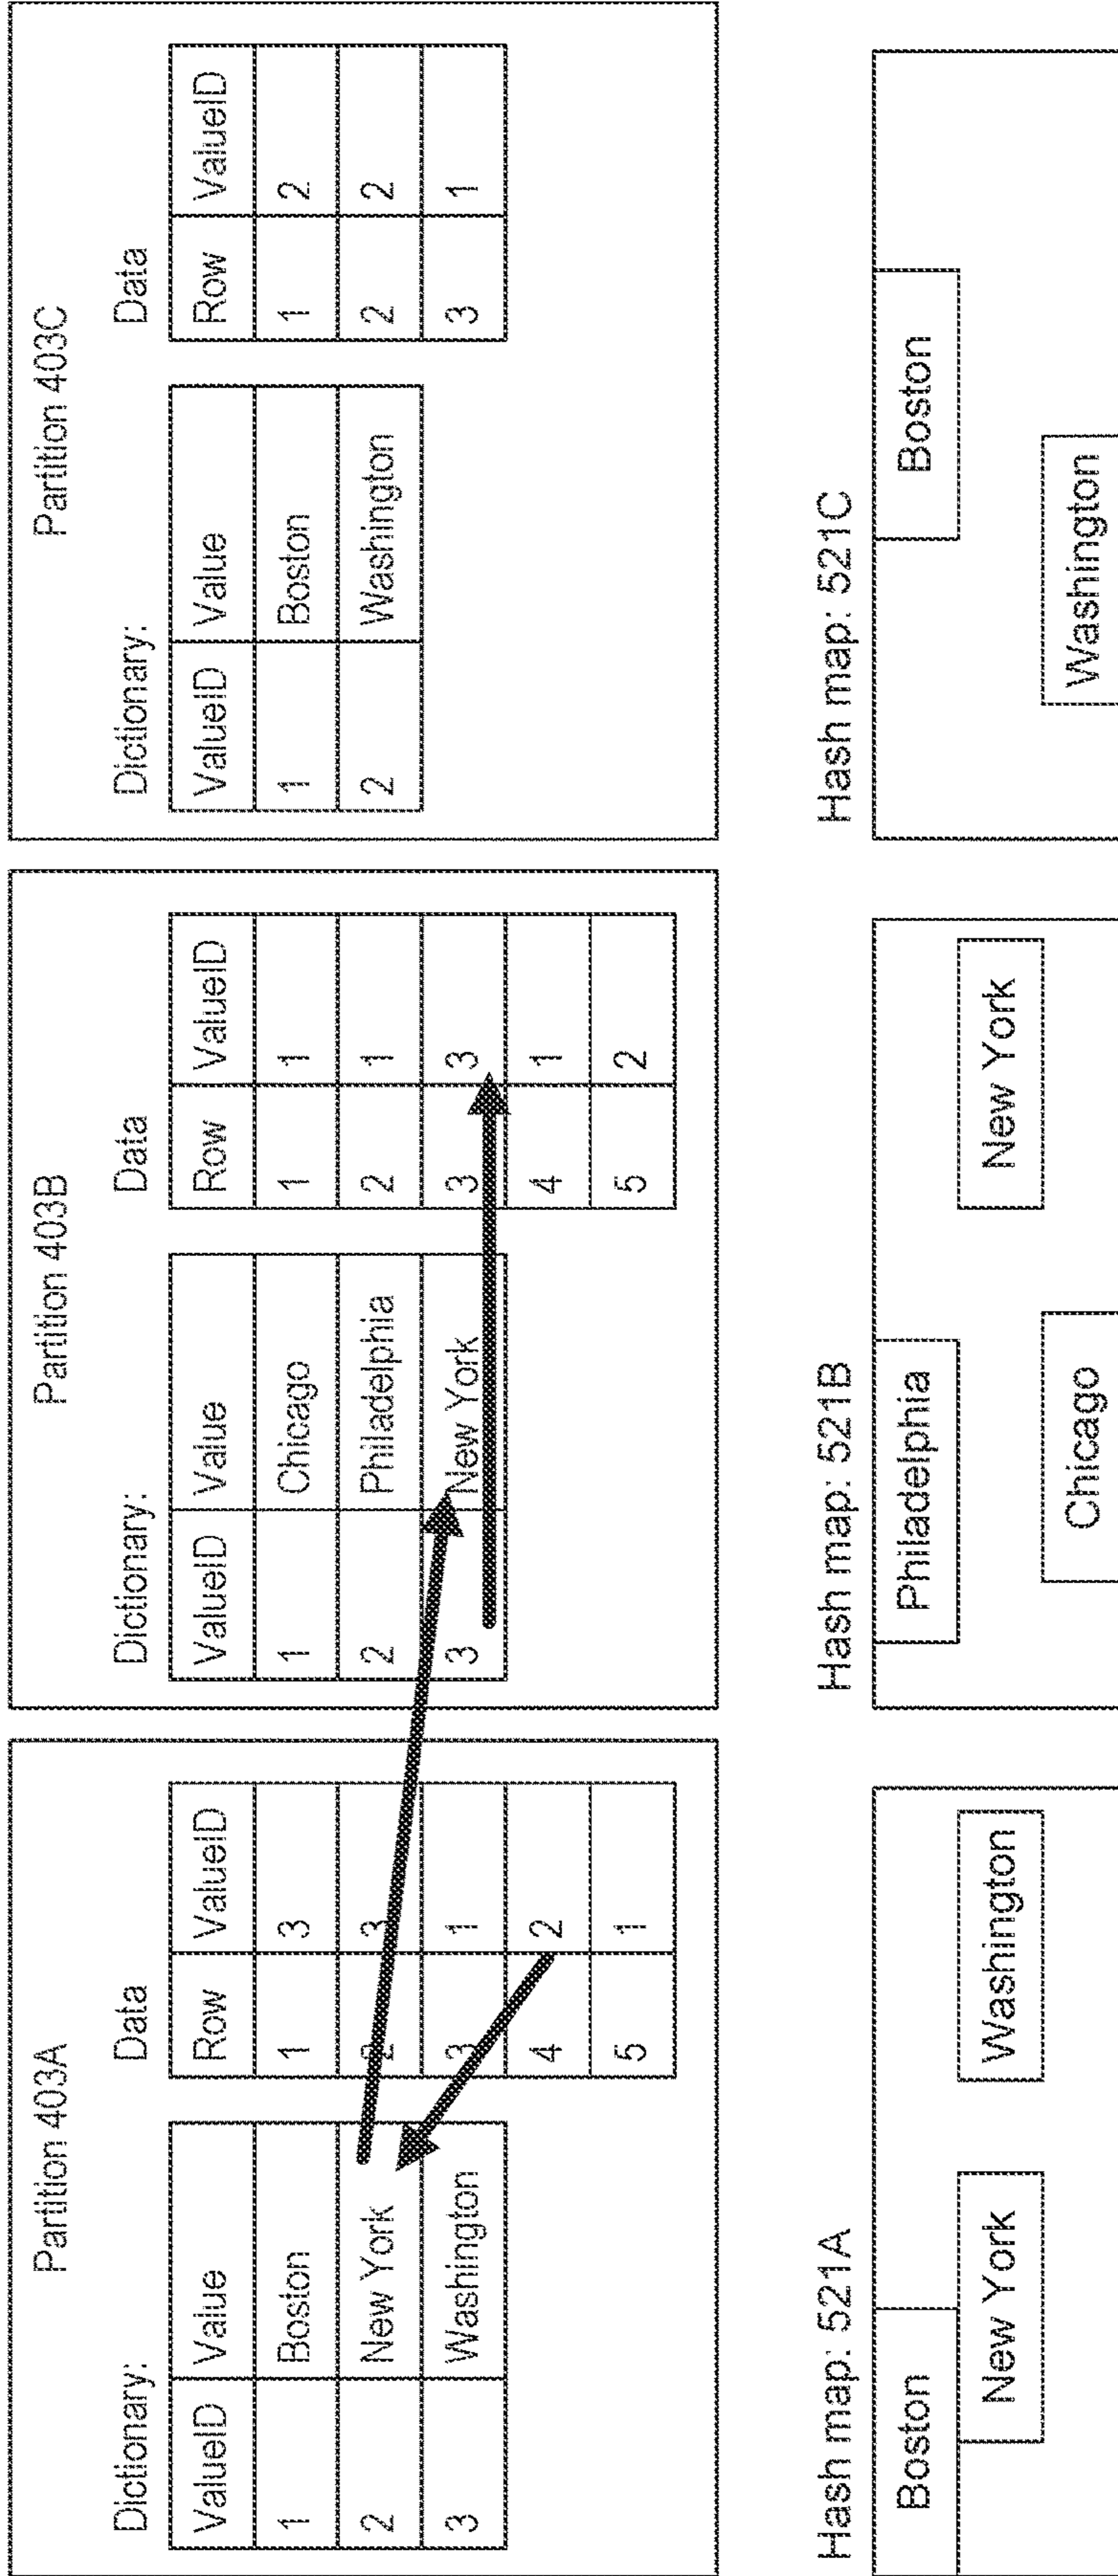 Partition 403A
Dictionary:
ValueID Value
1 Boston
2 New York
3 Washington
Data
Row ValueID
1 3
2 3
3 1
4 2
5 1
Partition 403B
Dictionary:
ValueID Value
1 Chicago
2 Philadelphia
3 New York
Data
Row ValueID
1 1
2 1
3 3
4 1
5 2
Partition 403C
Dictionary:
ValueID Value
1 Boston
2 Washington
Data
Row ValueID
1 2
2 2
3 1
Hash map: 521A
Boston
New York
Washington
Hash map: 521B
Philadelphia
New York
Chicago
Hash map: 521C
Boston
Washington